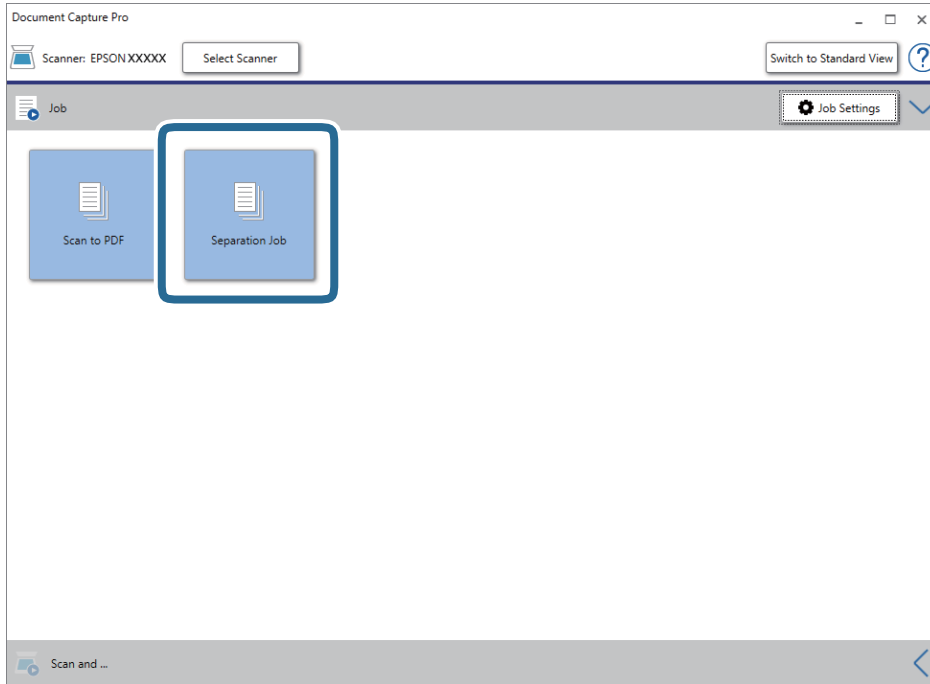 Document Capture Pro
Scanner: EPSON XXXXX Select Scanner Switch to Standard View ?
Job Job Settings
Scan to PDF Separation Job
Scan and ...